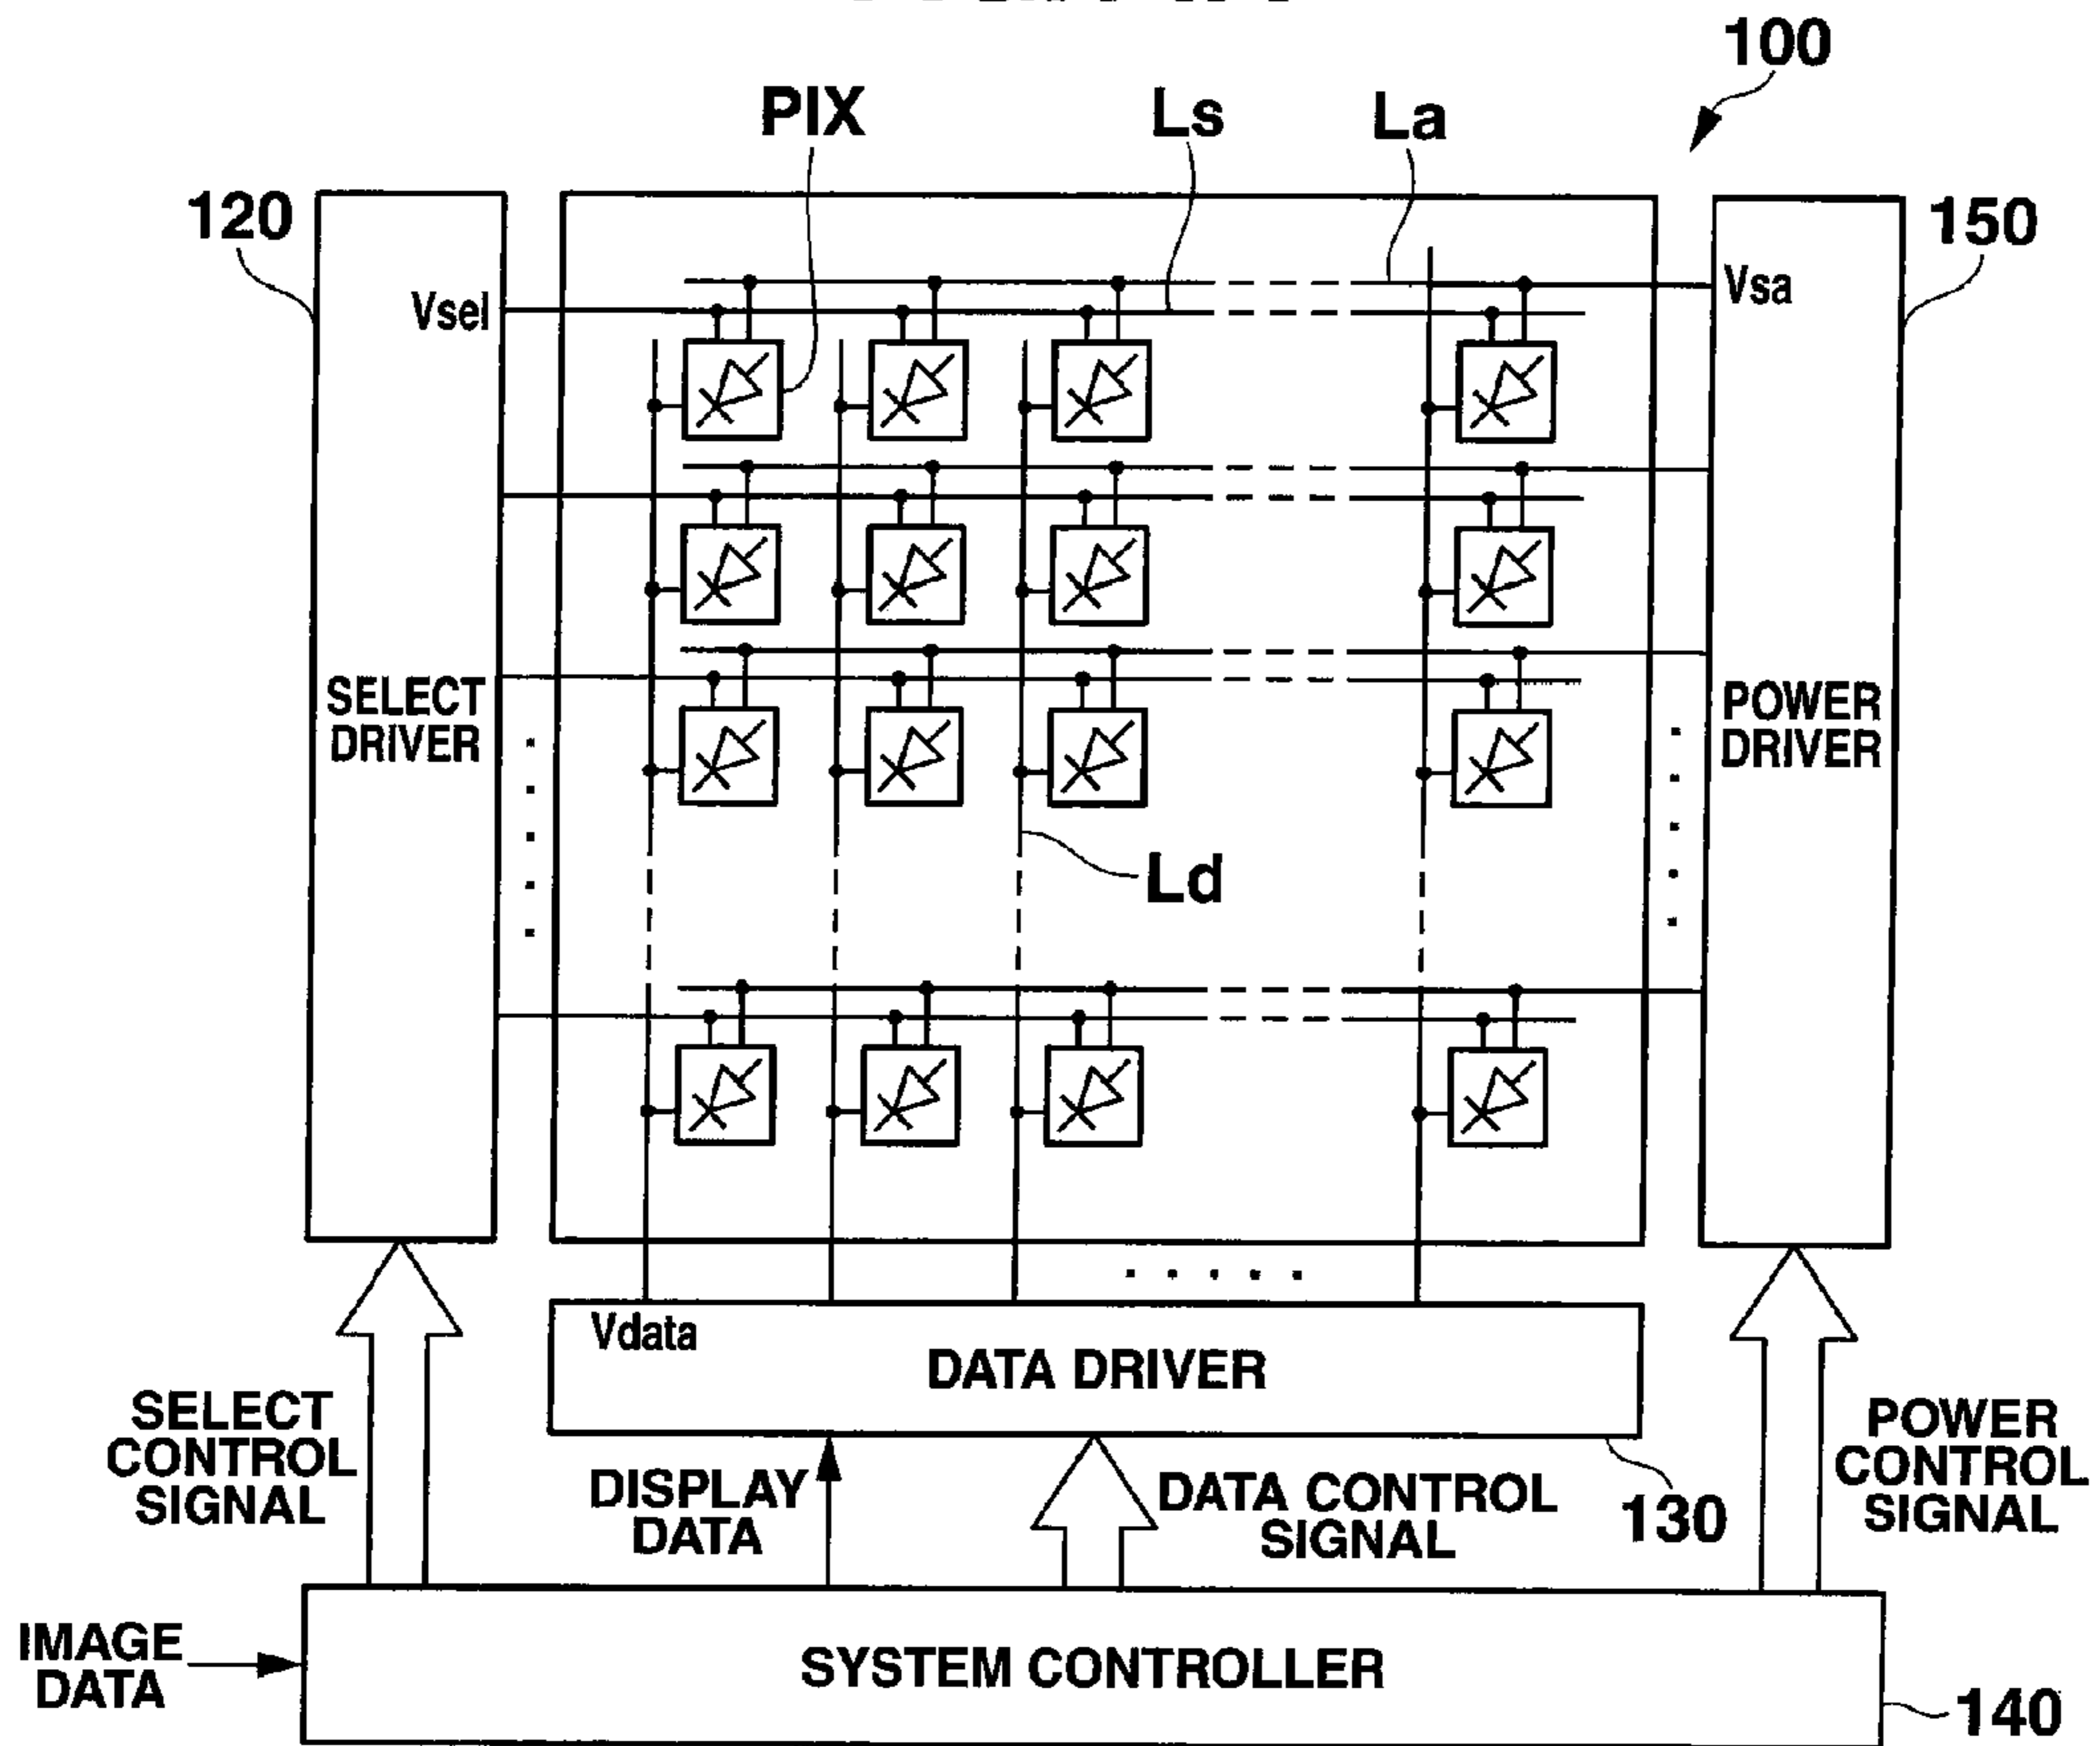 100
PIX
Ls
La
120
150
Vsel
Vsa
SELECT
DRIVER
POWER
DRIVER
Ld
Vdata
DATA DRIVER
SELECT
CONTROL
SIGNAL
DISPLAY
DATA
DATA CONTROL
SIGNAL
130
POWER
CONTROL
SIGNAL
IMAGE
DATA
SYSTEM CONTROLLER
140